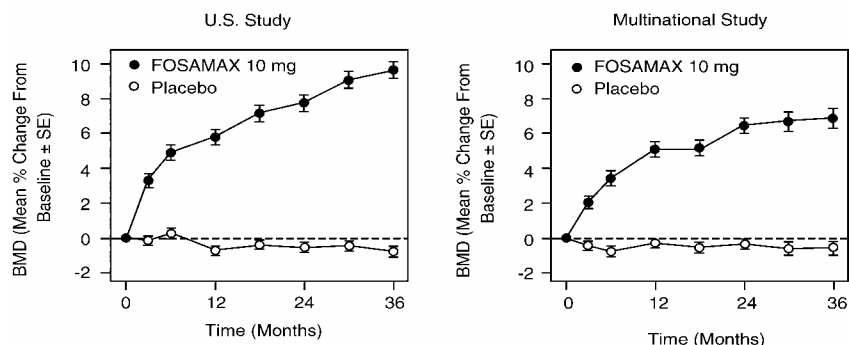 U.S. Study
BMD (Mean % Change From
Baseline ± SE)
10
8
6
4
2
0
-2
FOSAMAX 10 mg
Placebo
0
12
24
36
Time (Months)
Multinational Study
BMD (Mean % Change From
Baseline ± SE)
10
8
6
4
2
0
-2
FOSAMAX 10 mg
Placebo
0
12
24
36
Time (Months)